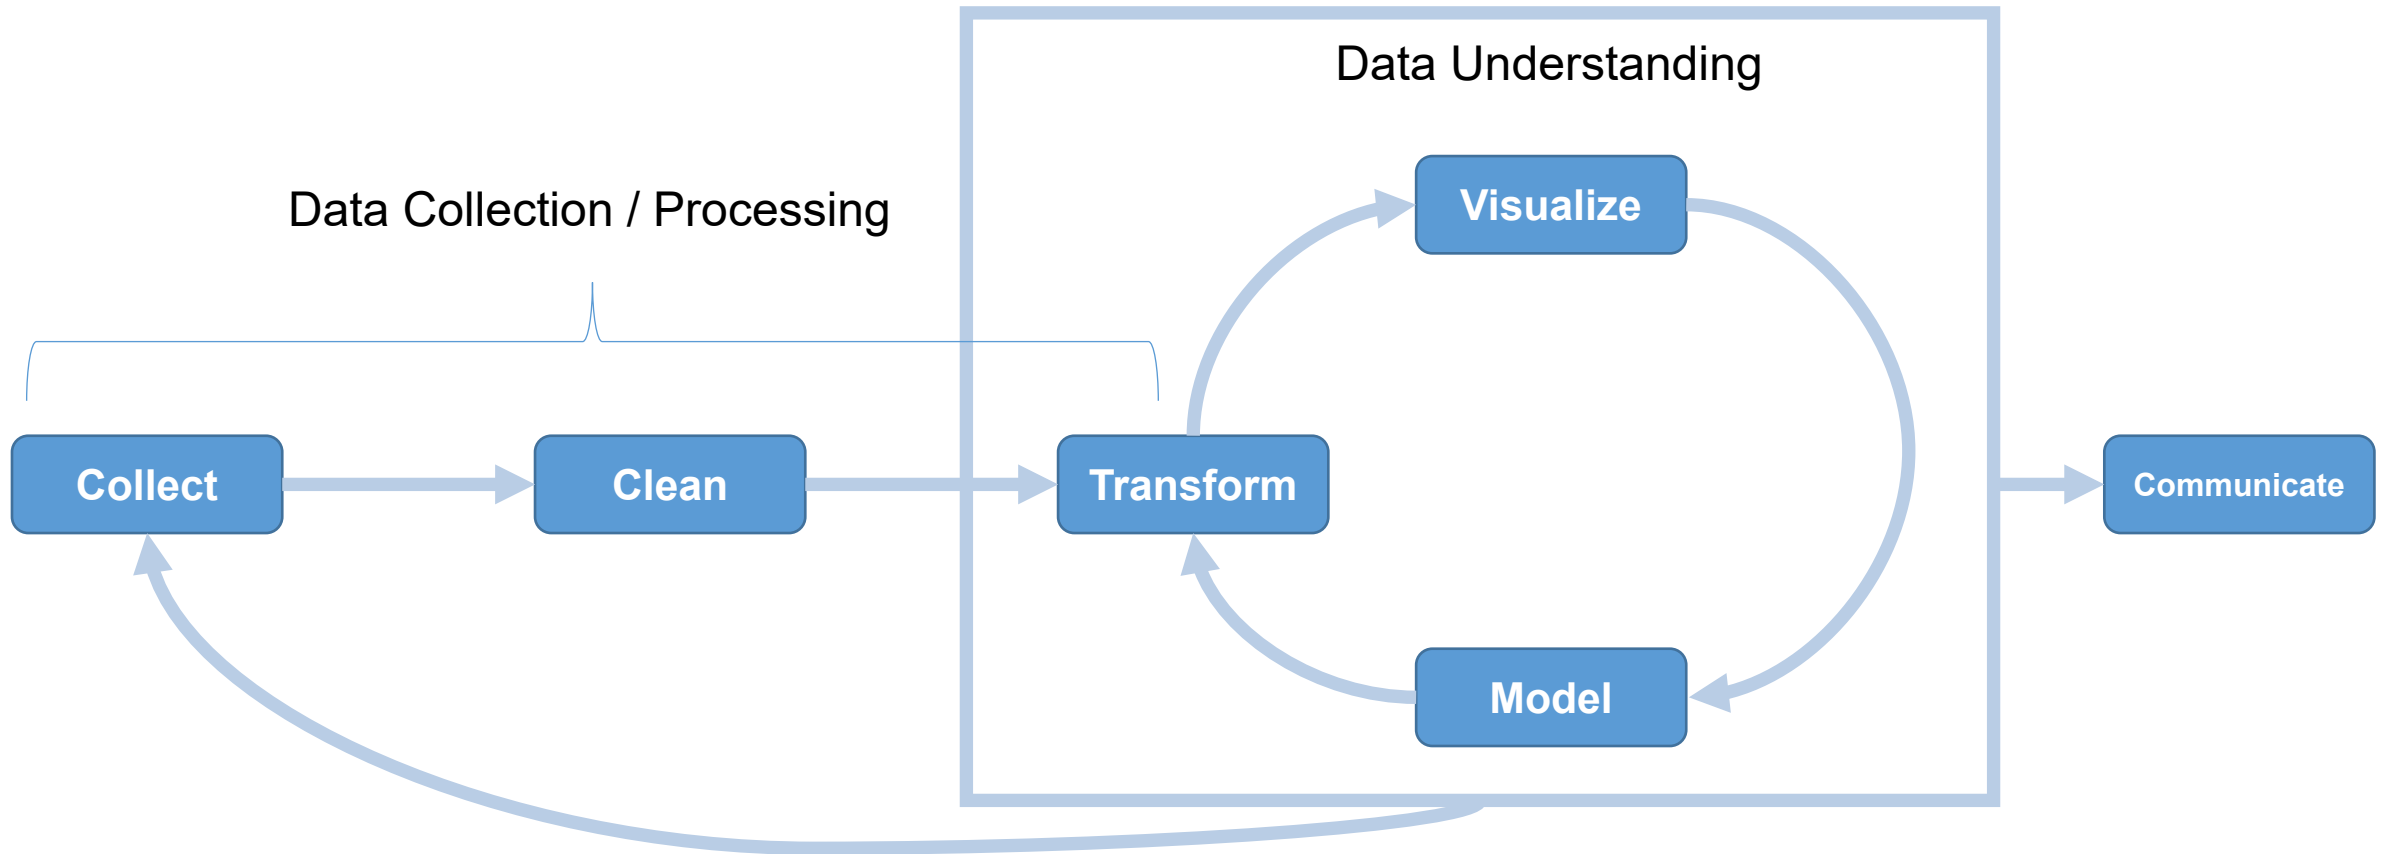 Data Understanding
Visualize
Data Collection / Processing
Collect
Clean
Transform
Communicate
Model